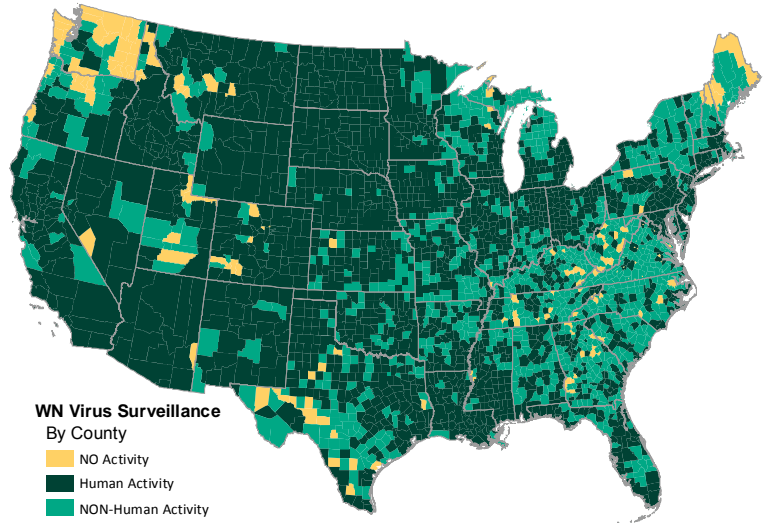 WN Virus Surveillance
By County
NO Activity
Human Activity
NON-Human Activity